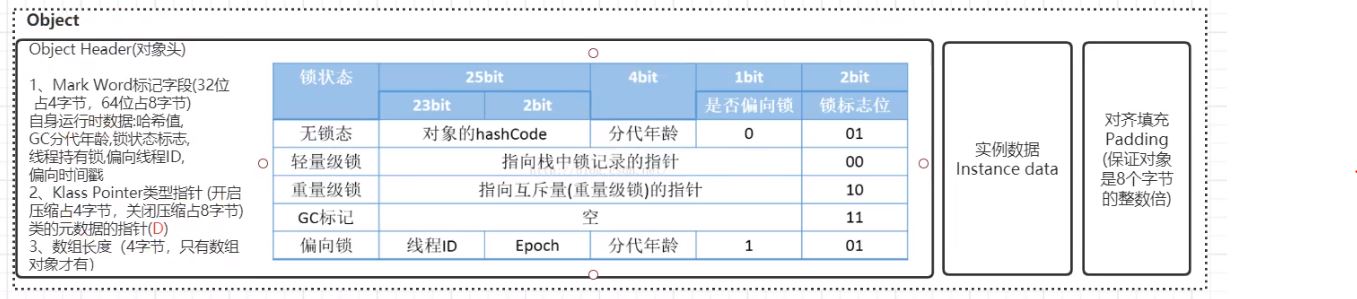 Object
Object Header(对象头)
1、Mark Word标记字段(32位
占4字节，64位占8字节)
自身运行时数据:哈希值,
GC分代年龄,锁状态标志,
线程持有锁,偏向线程ID,
偏向时间戳
2、Klass Pointer类型指针 (开启
压缩占4字节，关闭压缩占8字节)
类的元数据的指针(D)
3、数组长度（4字节，只有数组
对象才有）
锁状态 25bit 4bit 1bit 2bit
23bit 2bit 是否偏向锁 锁标志位
无锁态 对象的hashCode 分代年龄 0 01
轻量级锁 指向栈中锁记录的指针 00
重量级锁 指向互斥量(重量级锁)的指针 10
GC标记 空 11
偏向锁 线程ID Epoch 分代年龄 1 01
实例数据
Instance data
对齐填充
Padding
(保证对象
是8个字节
的整数倍)